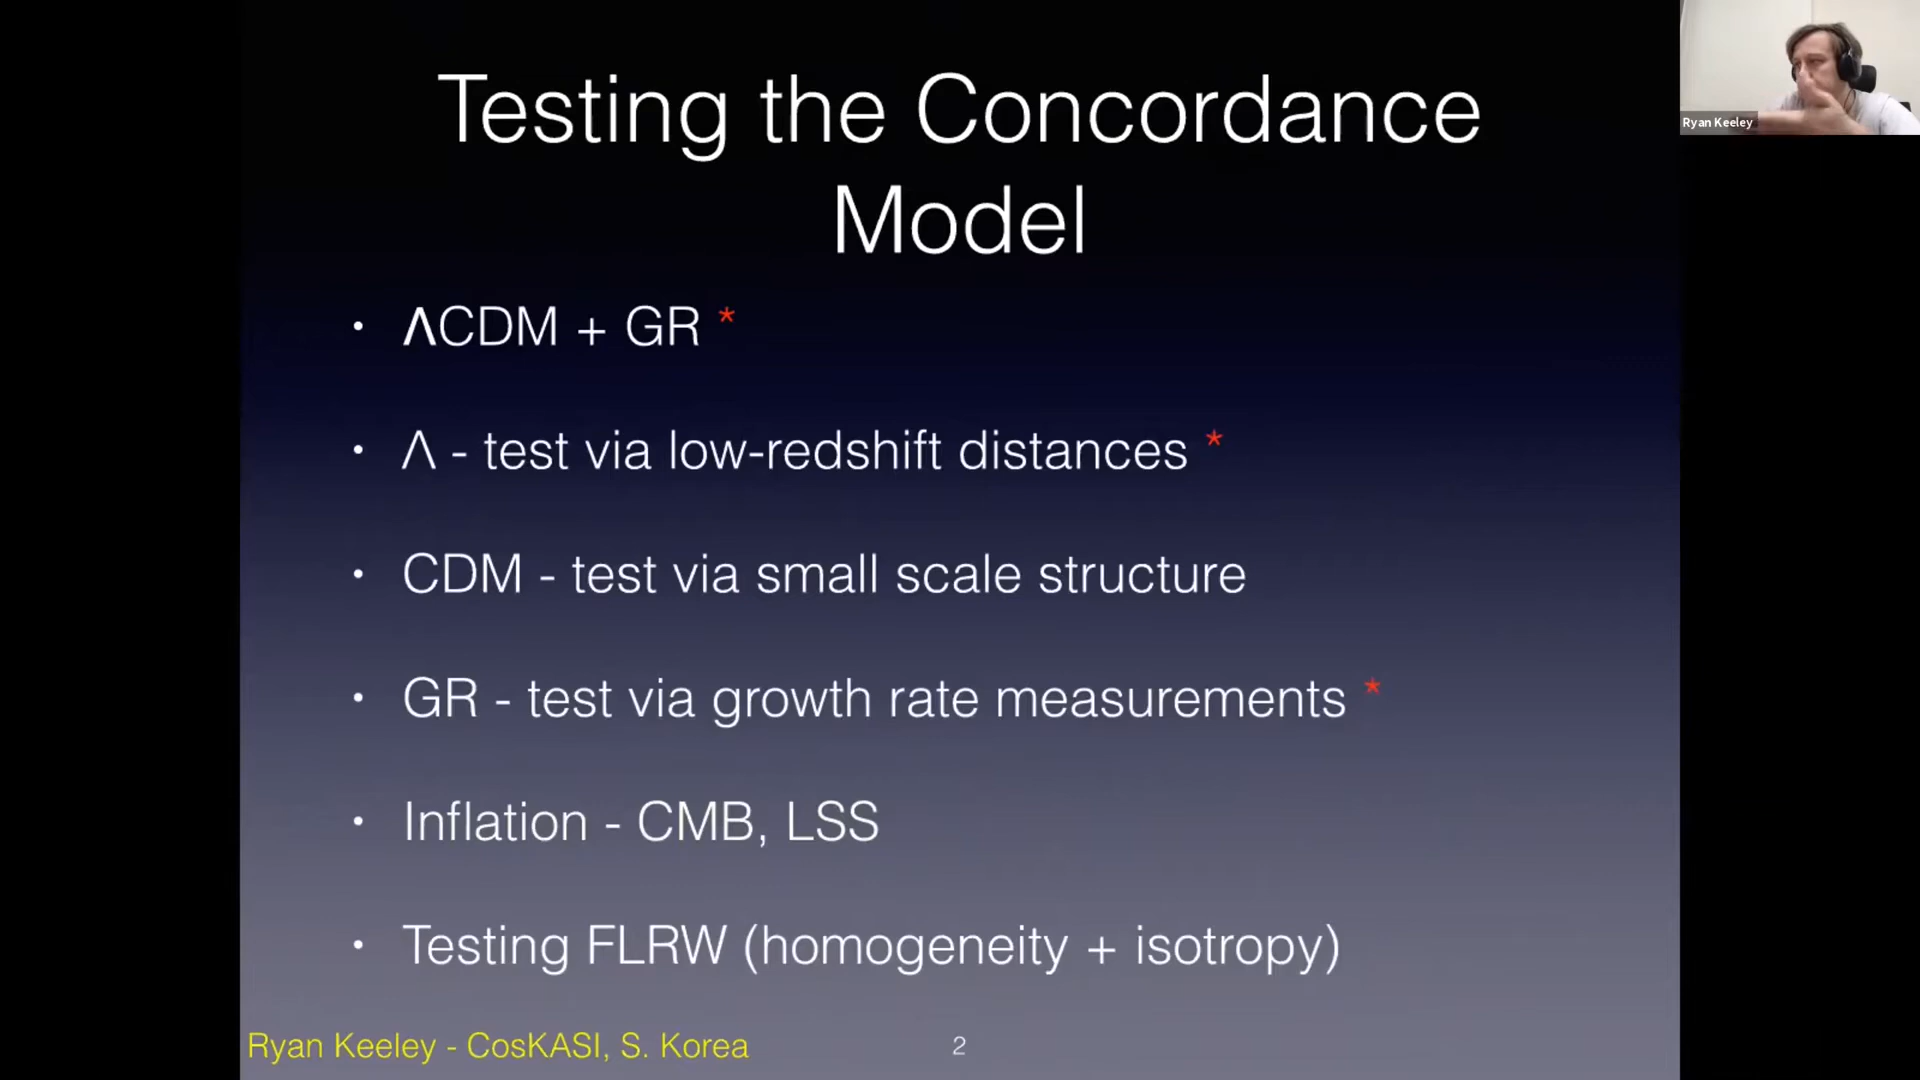 Testing the Concordance
Model
• ΛCDM + GR *
• Λ - test via low-redshift distances *
• CDM - test via small scale structure
• GR - test via growth rate measurements *
• Inflation - CMB, LSS
• Testing FLRW (homogeneity + isotropy)
Ryan Keeley - CosKASI, S. Korea
2
Ryan Keeley